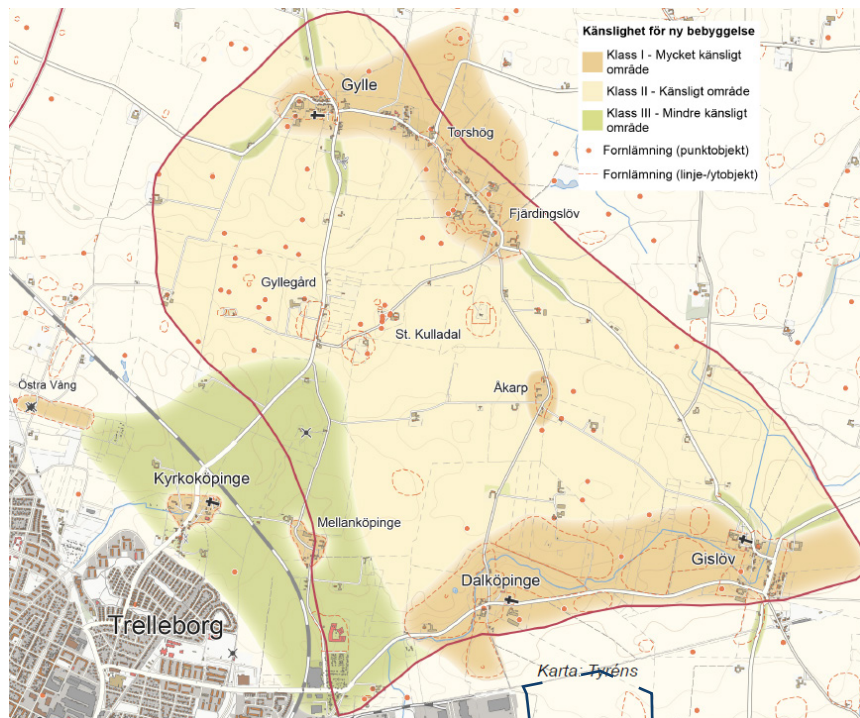 Känslighet för ny bebyggelse
Klass I - Mycket känsligt
område
Klass II - Känsligt område
Klass III - Mindre känsligt
område
Fornlämning (punktobjekt)
Fornlämning (linje-/ytobjekt)
Gylle
Torshög
Fjärdingslöv
Gyllegård
St. Kulladal
Åkarp
Östra Vång
Kyrkoköpinge
Mellanköpinge
Gislöv
Dalköpinge
Trelleborg
Karta: Tyréns